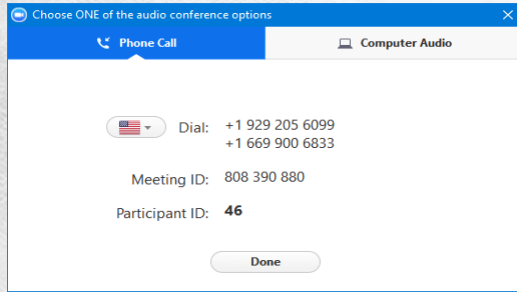 Choose ONE of the audio conference options
Phone Call
Computer Audio
Dial: +1 929 205 6099
+1 669 900 6833
Meeting ID: 808 390 880
Participant ID: 46
Done